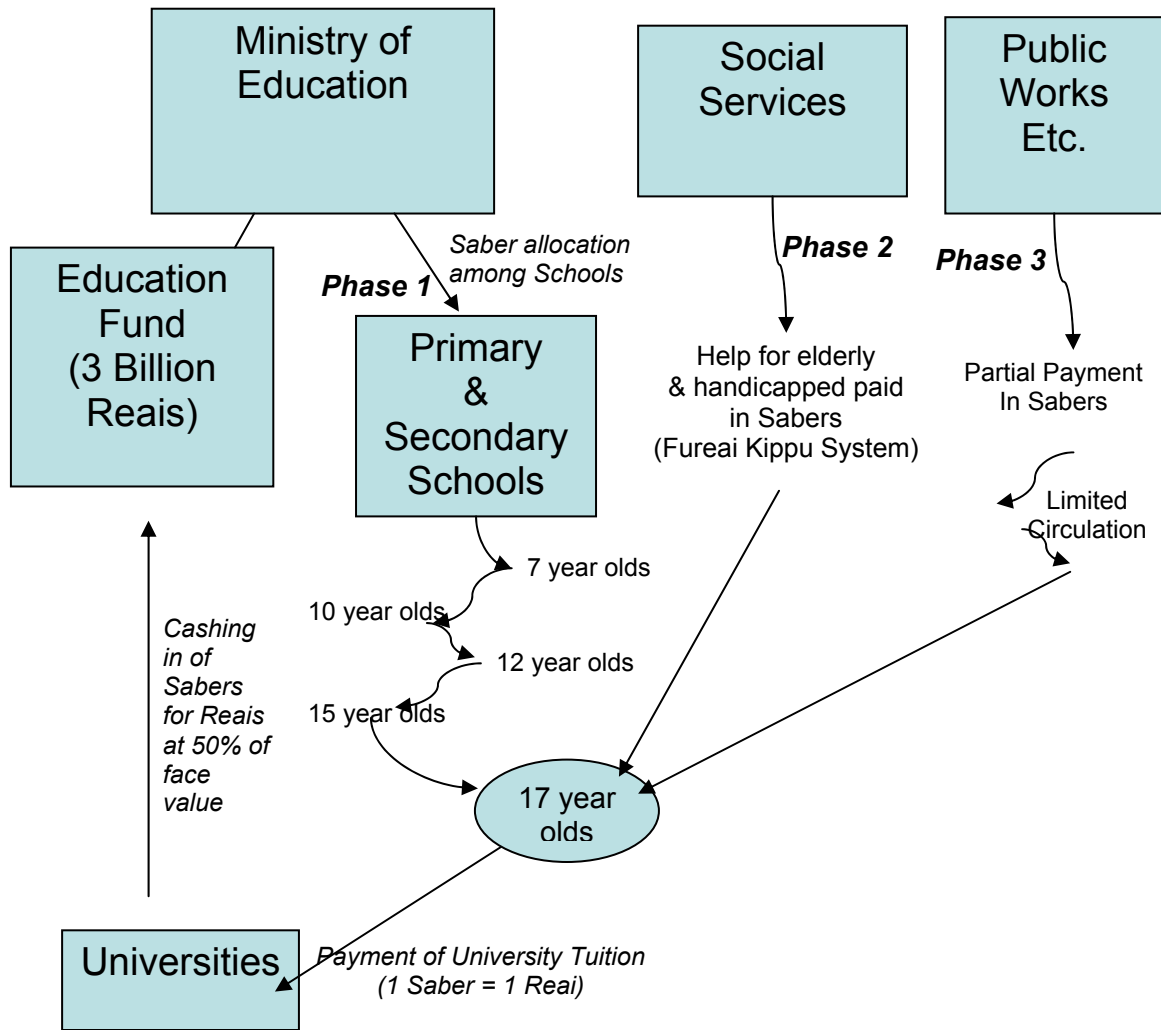 Ministry of
Education
Social
Services
Public
Works
Etc.
Education
Fund
(3 Billion
Reais)
Saber allocation
among Schools
Phase 1
Phase 2
Phase 3
Primary
&
Secondary
Schools
Help for elderly
& handicapped paid
in Sabers
(Fureai Kippu System)
Partial Payment
In Sabers
Limited
Circulation
7 year olds
10 year olds
12 year olds
15 year olds
17 year
olds
Cashing
in of
Sabers
for Reais
at 50% of
face
value
Universities
Payment of University Tuition
(1 Saber = 1 Reai)